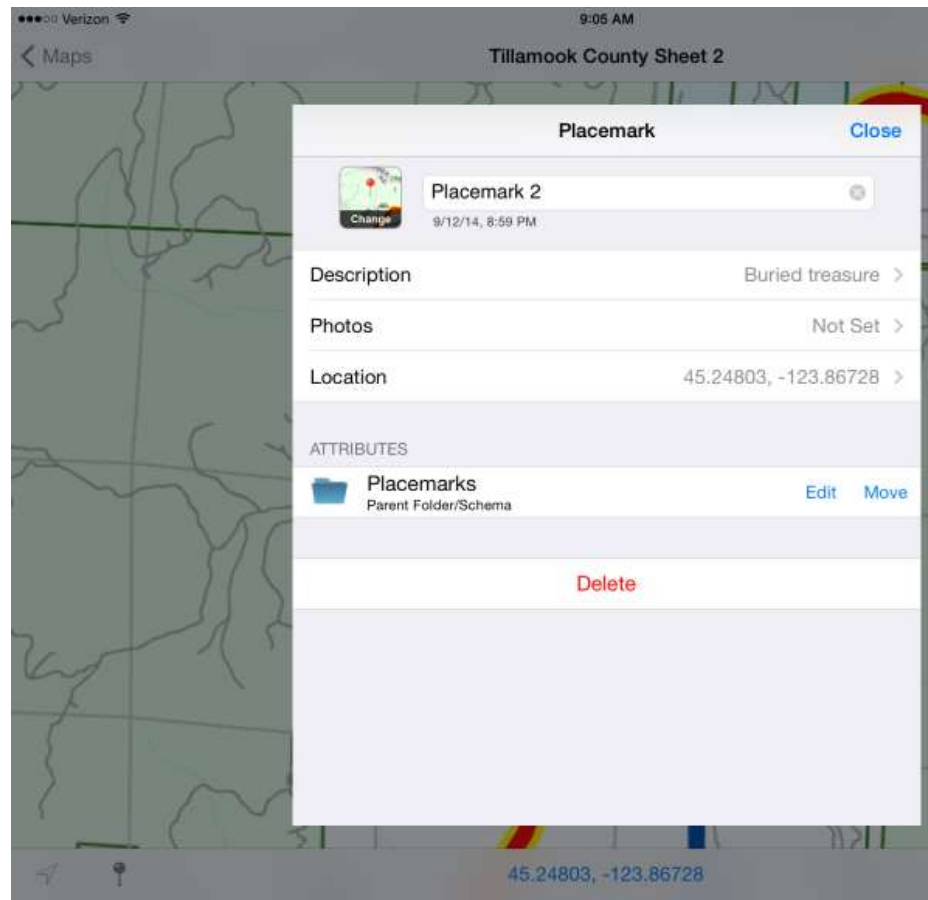 Verizon
9:05 AM
Maps
Tillamook County Sheet 2
Placemark
Close
Change
Placemark 2
9/12/14, 8:59 PM
Description
Buried treasure
Photos
Not Set
Location
45.24803, -123.86728
ATTRIBUTES
Placemarks
Parent Folder/Schema
Edit
Move
Delete
45.24803, -123.86728